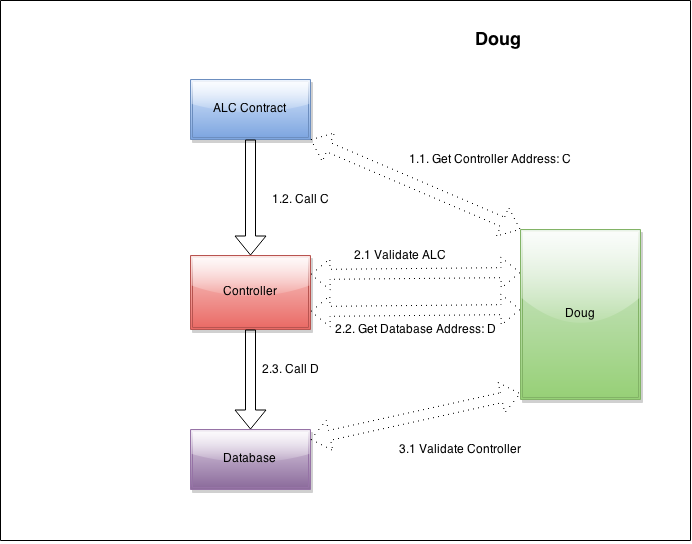 Doug
ALC Contract
1.1. Get Controller Address: C
1.2. Call C
2.1 Validate ALC
Controller
Doug
2.2. Get Database Address: D
2.3. Call D
3.1 Validate Controller
Database